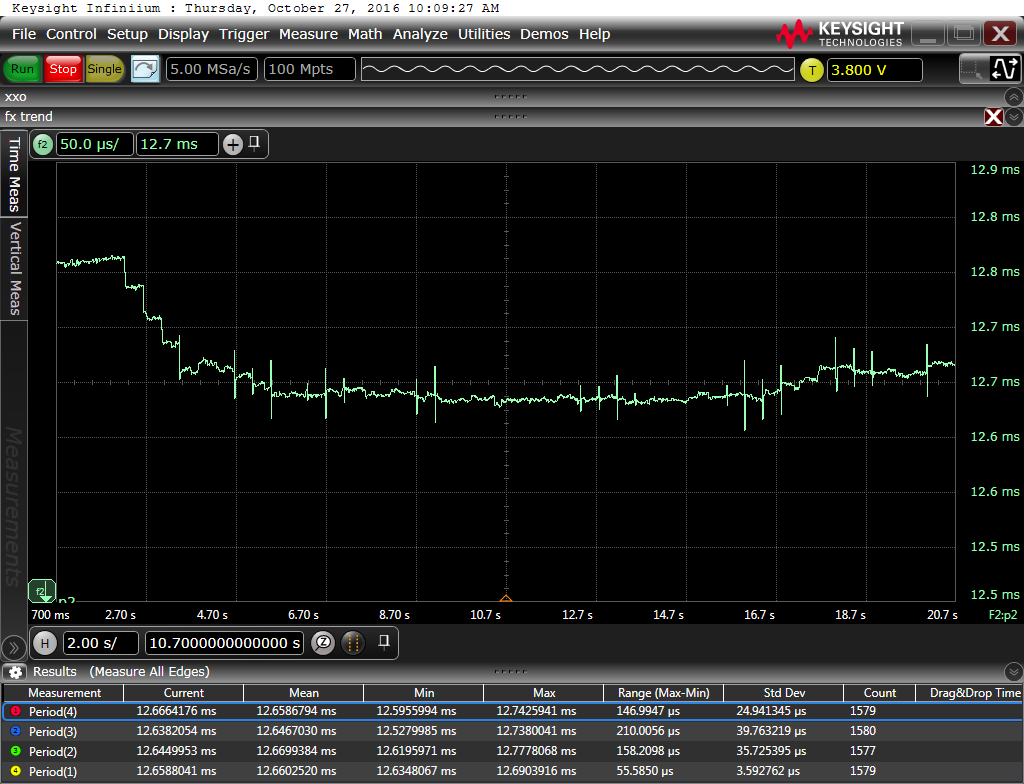 Keysight Infiniium : Thursday, October 27, 2016 10:09:27 AM
File Control Setup Display Trigger Measure Math Analyze Utilities Demos Help
KEYSIGHT
TECHNOLOGIES
Run Stop Single 5.00 MSa/s 100 Mpts T 3.800 V
xxo
fx trend
f2 50.0 µs/ 12.7 ms
Time Meas
Vertical Meas
Measurements
12.9 ms
12.8 ms
12.8 ms
12.7 ms
12.7 ms
12.6 ms
12.6 ms
12.5 ms
12.5 ms
f2 p2
700 ms 2.70 s 4.70 s 6.70 s 8.70 s 10.7 s 12.7 s 14.7 s 16.7 s 18.7 s 20.7 s F2:p2
H 2.00 s/ 10.7000000000000 s
Results (Measure All Edges)
Measurement Current Mean Min Max Range (Max-Min) Std Dev Count Drag&Drop Time
Period(4) 12.6664176 ms 12.6586794 ms 12.5955994 ms 12.7425941 ms 146.9947 µs 24.941345 µs 1579
2 Period(3) 12.6382054 ms 12.6467030 ms 12.5279985 ms 12.7380041 ms 210.0056 µs 39.763219 µs 1580
3 Period(2) 12.6449953 ms 12.6699384 ms 12.6195971 ms 12.7778068 ms 158.2098 µs 35.725395 µs 1577
4 Period(1) 12.6588041 ms 12.6602520 ms 12.6348067 ms 12.6903916 ms 55.5850 µs 3.592762 µs 1579